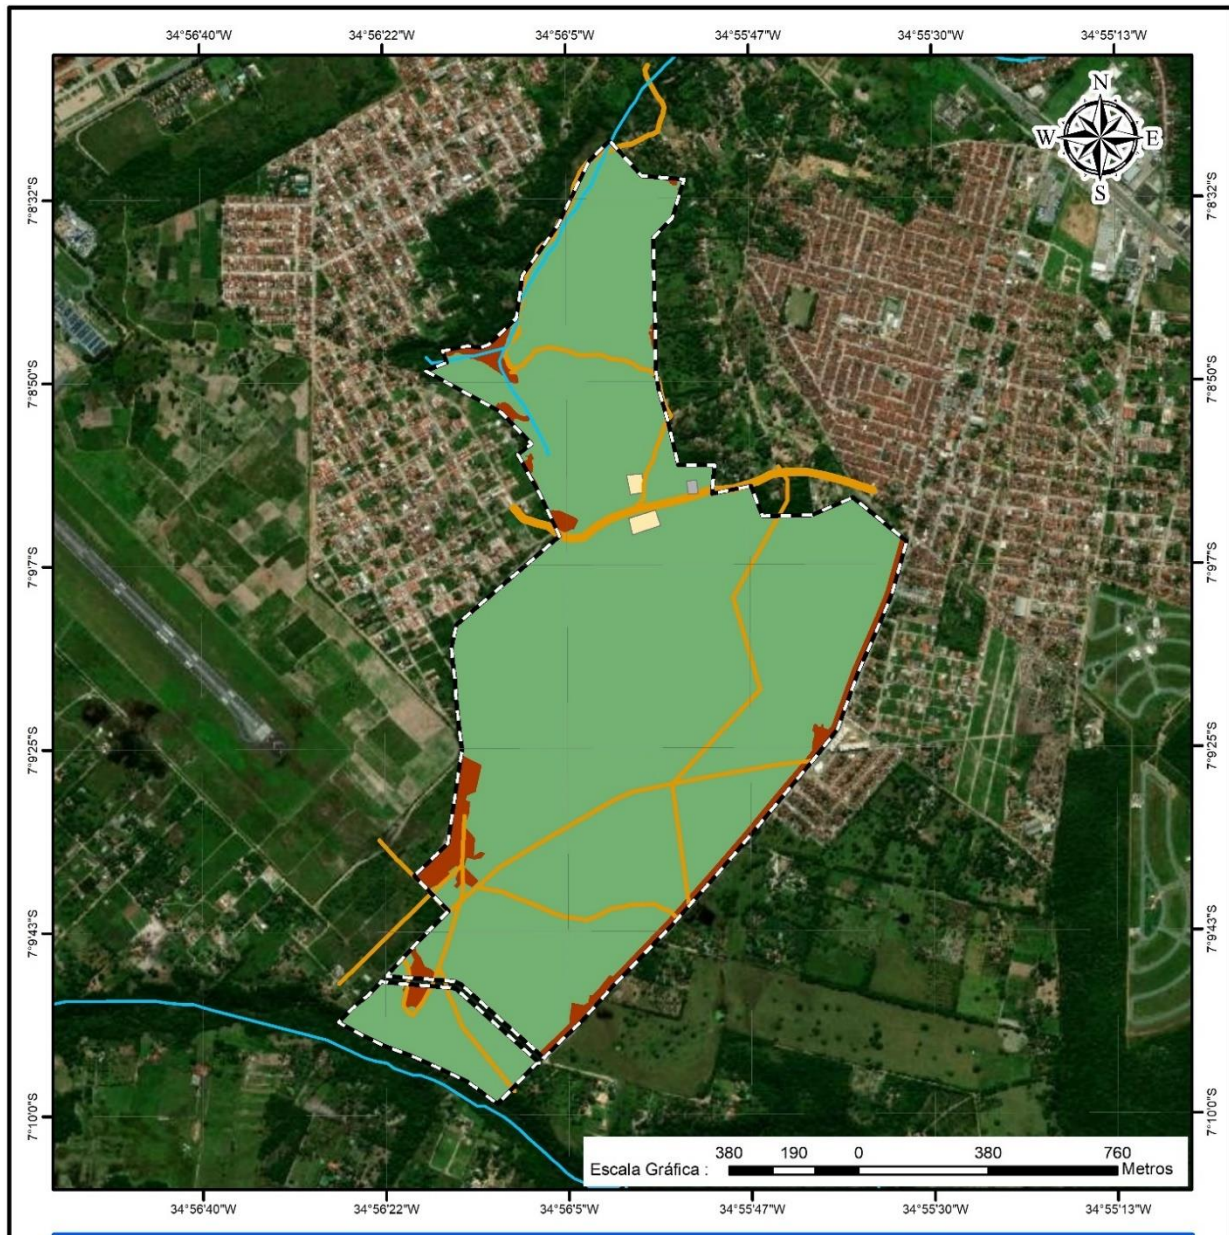 34°56'40"W 34°56'22"W 34°56'5"W 34°55'47"W 34°55'30"W 34°55'13"W
N
W E
S
7°8'32"S 7°8'32"S
7°8'50"S 7°8'50"S
7°9'7"S 7°9'7"S
7°9'25"S 7°9'25"S
7°9'43"S 7°9'43"S
7°10'0"S 7°10'0"S
380 190 0 380 760
Escala Gráfica : Metros
34°56'40"W 34°56'22"W 34°56'5"W 34°55'47"W 34°55'30"W 34°55'13"W